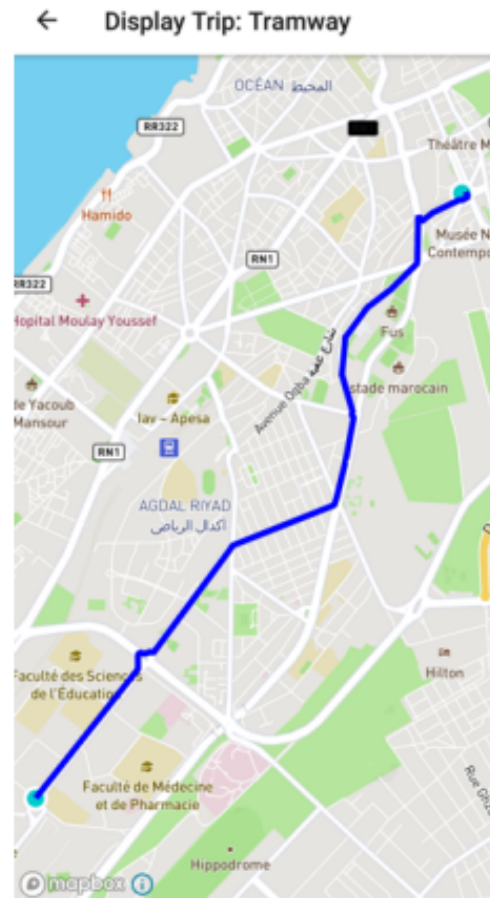 Display Trip: Tramway
OCÉAN المحيط
RR322
Théâtre M
Hamido
Musée N
Contempo
RN1
RR322
Hopital Moulay Youssef
Fus
Avenue Oqba شارع عقبة
stade marocain
de Yacoub
Mansour
Iav – Apesa
RN1
AGDAL RIYAD
أكدال الرياض
Hilton
Faculté des Sciences
de l'Éducation
Faculté de Médecine
et de Pharmacie
Hippodrome
mapbox